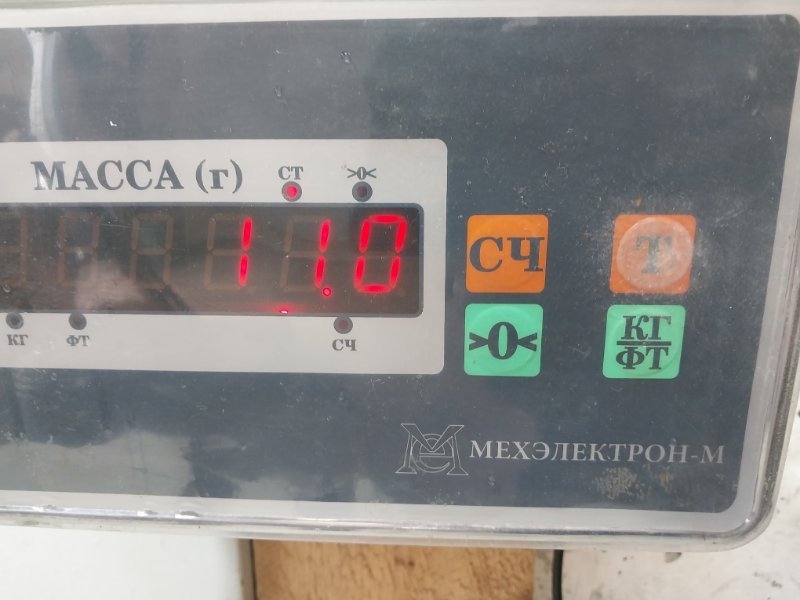 МАССА (г)
СТ
>0<
11.0
СЧ
Т
КГ
ФТ
СЧ
>0<
КГ
ФТ
МЕХЭЛЕКТРОН-М